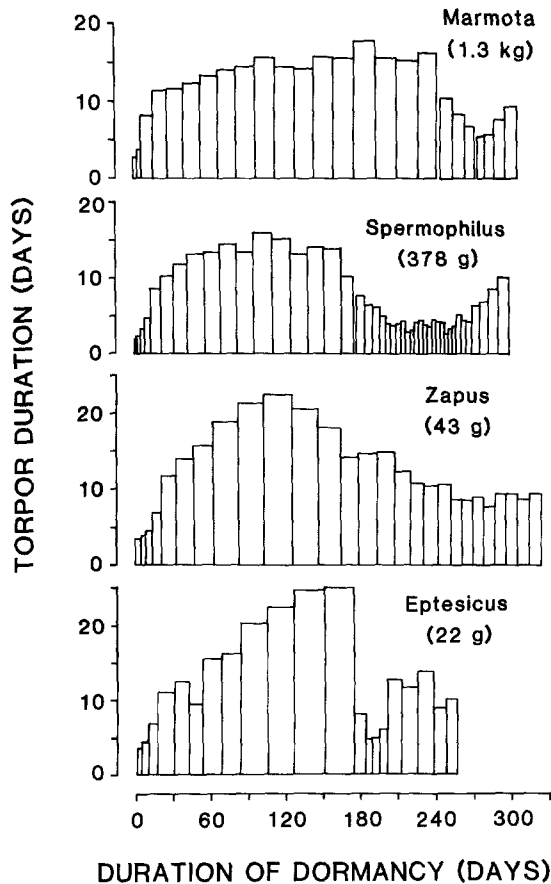 TORPOR DURATION (DAYS)
20
10
0
Marmota
(1.3 kg)
20
10
0
Spermophilus
(378 g)
20
10
0
Zapus
(43 g)
20
10
0
Eptesicus
(22 g)
0 60 120 180 240 300
DURATION OF DORMANCY (DAYS)